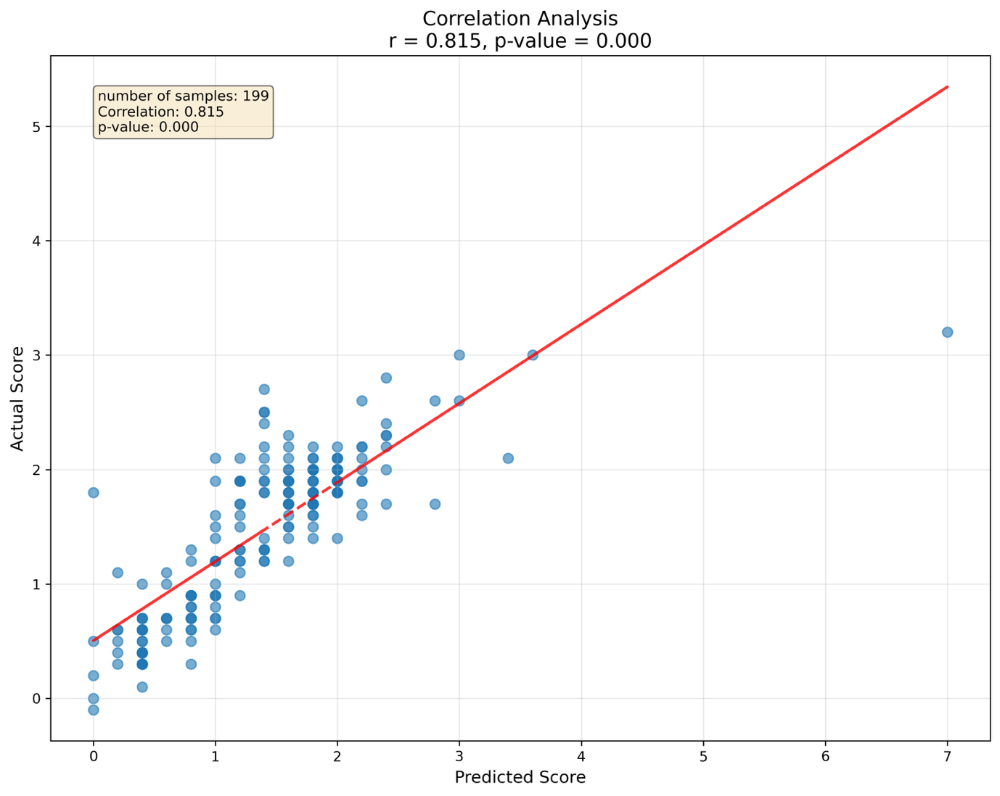 Correlation Analysis
r = 0.815, p-value = 0.000
number of samples: 199
Correlation: 0.815
p-value: 0.000
Actual Score
5
4
3
2
1
0
0 1 2 3 4 5 6 7
Predicted Score